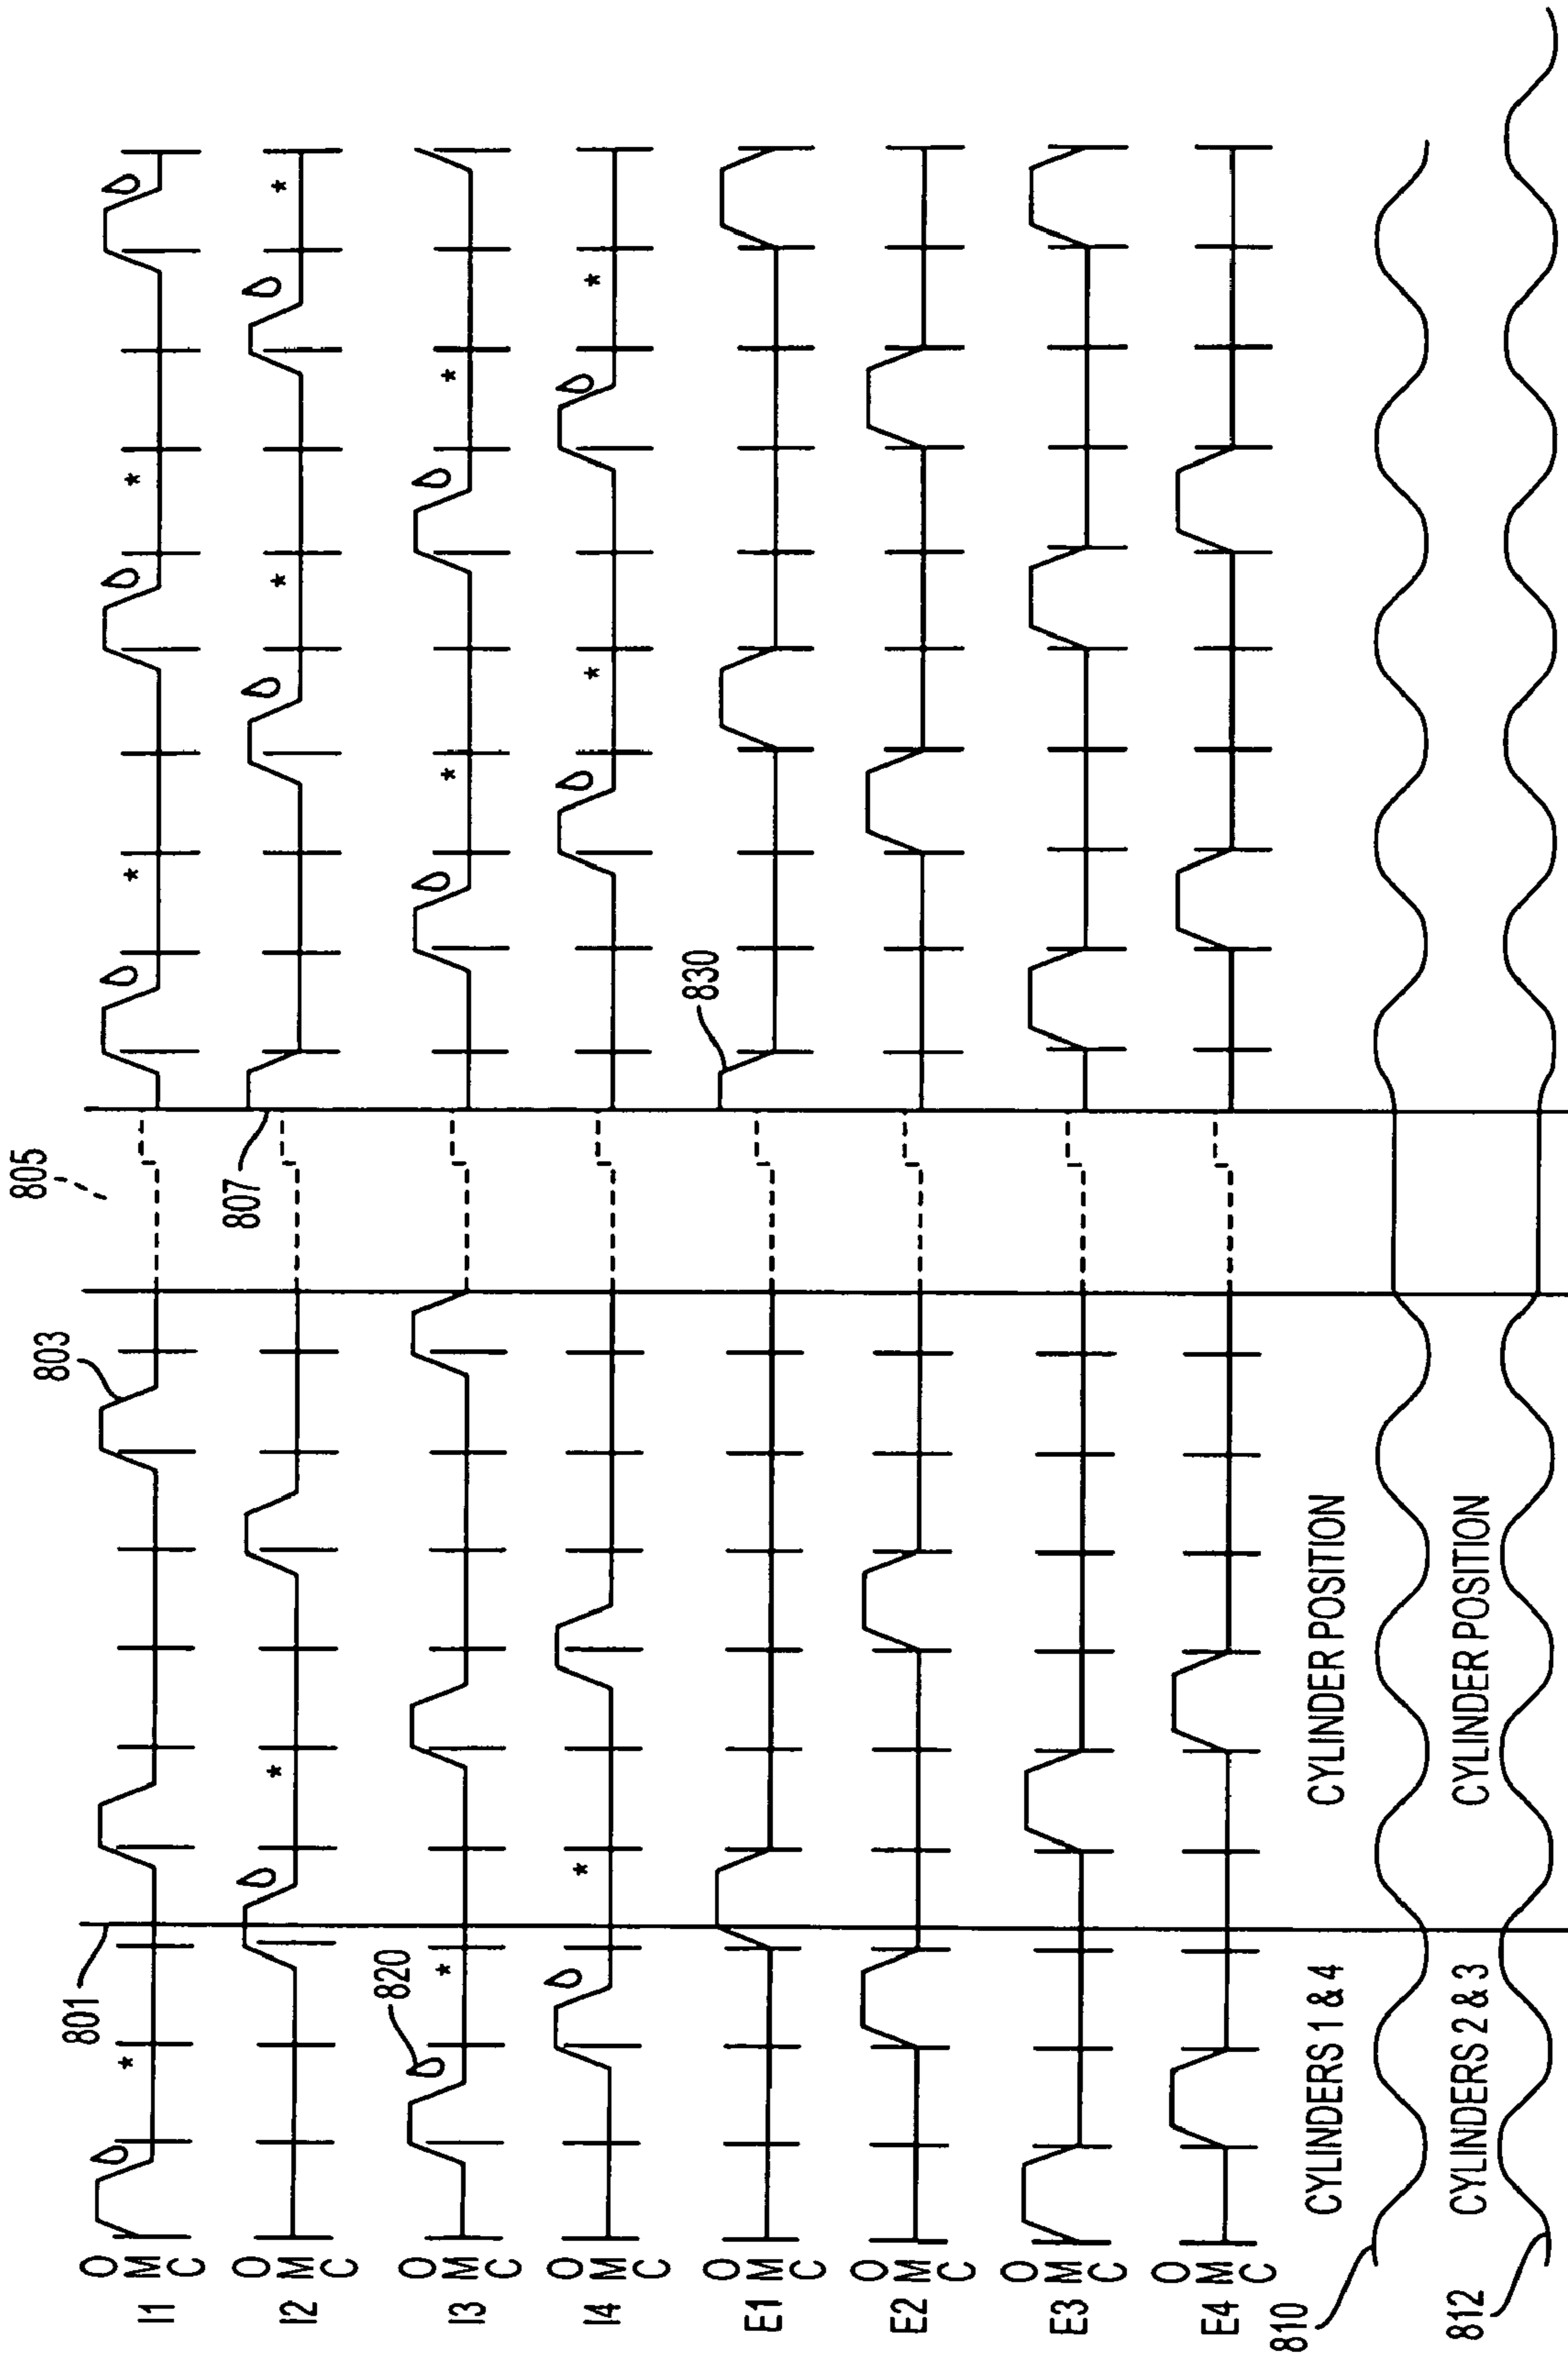 801
803
805
807
I1
O
M
C
*
*
*
I2
O
M
C
*
*
*
I3
O
M
C
820
*
*
*
I4
O
M
C
*
*
*
E1
O
M
C
830
E2
O
M
C
E3
O
M
C
E4
O
M
C
810
CYLINDERS 1 & 4
CYLINDER POSITION
812
CYLINDERS 2 & 3
CYLINDER POSITION